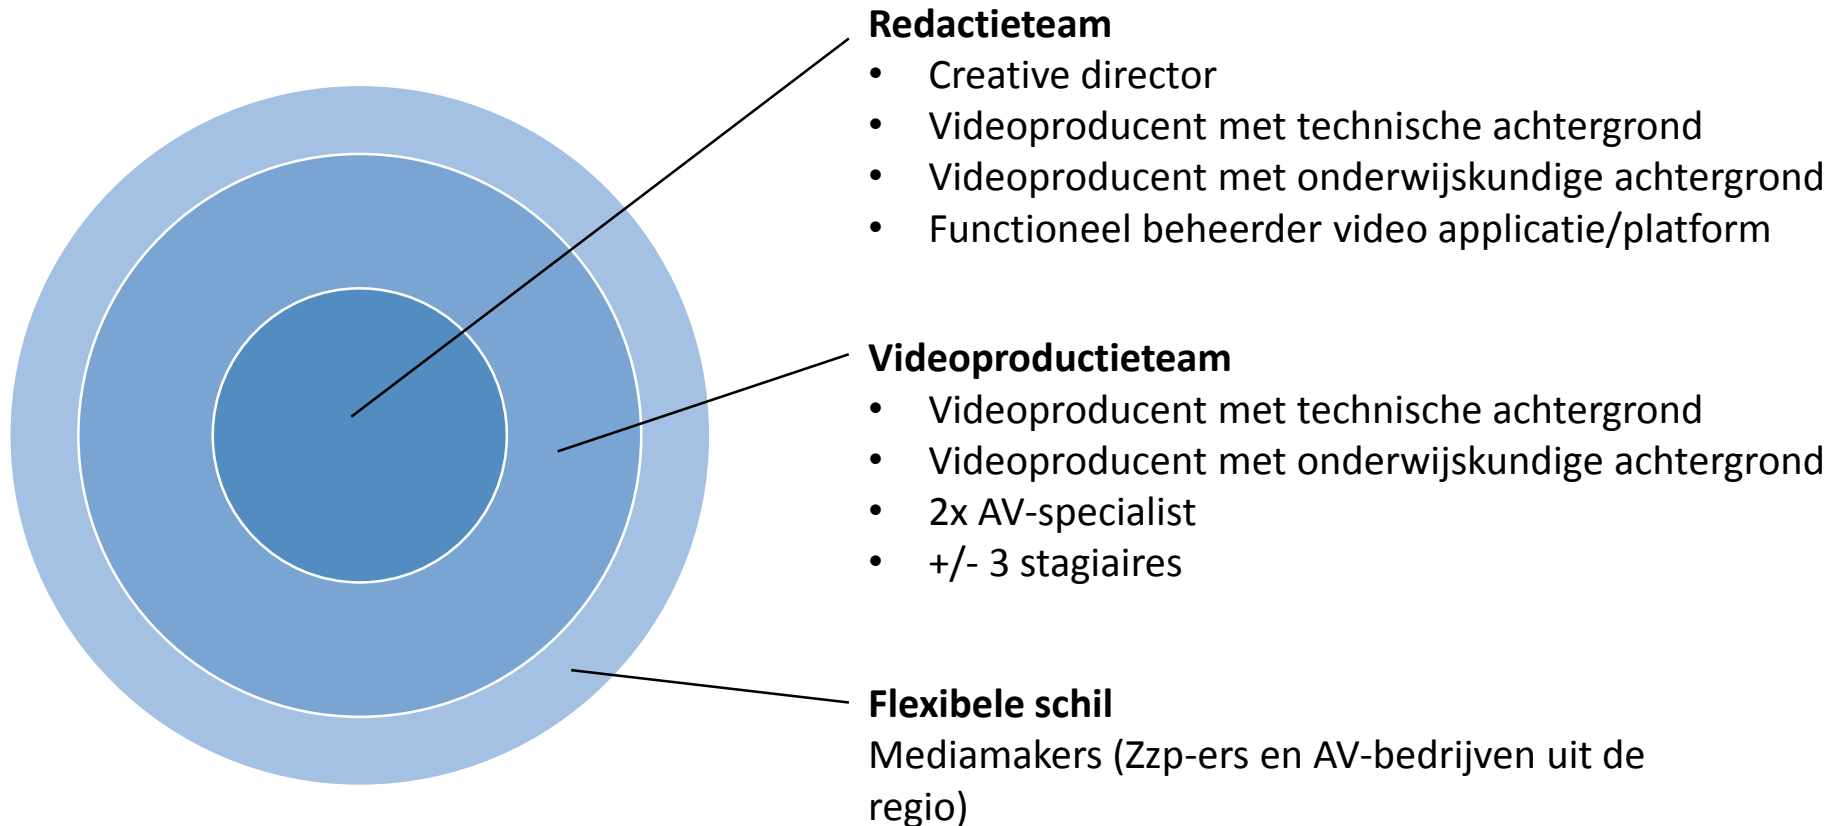 Redactieteam
• Creative director
• Videoproducent met technische achtergrond
• Videoproducent met onderwijskundige achtergrond
• Functioneel beheerder video applicatie/platform
Videoproductieteam
• Videoproducent met technische achtergrond
• Videoproducent met onderwijskundige achtergrond
• 2x AV-specialist
• +/- 3 stagiaires
Flexibele schil
Mediamakers (Zzp-ers en AV-bedrijven uit de
regio)